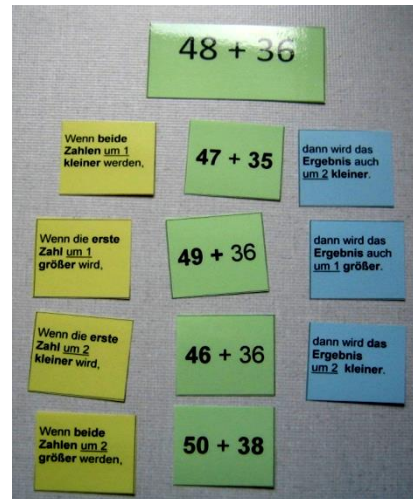 48 + 36
Wenn beide
Zahlen um 1
kleiner werden,
47 + 35
dann wird das
Ergebnis auch
um 2 kleiner.
Wenn die erste
Zahl um 1
größer wird,
49 + 36
dann wird das
Ergebnis auch
um 1 größer.
Wenn die erste
Zahl um 2
kleiner wird,
46 + 36
dann wird das
Ergebnis
um 2 kleiner.
Wenn beide
Zahlen um 2
größer werden,
50 + 38